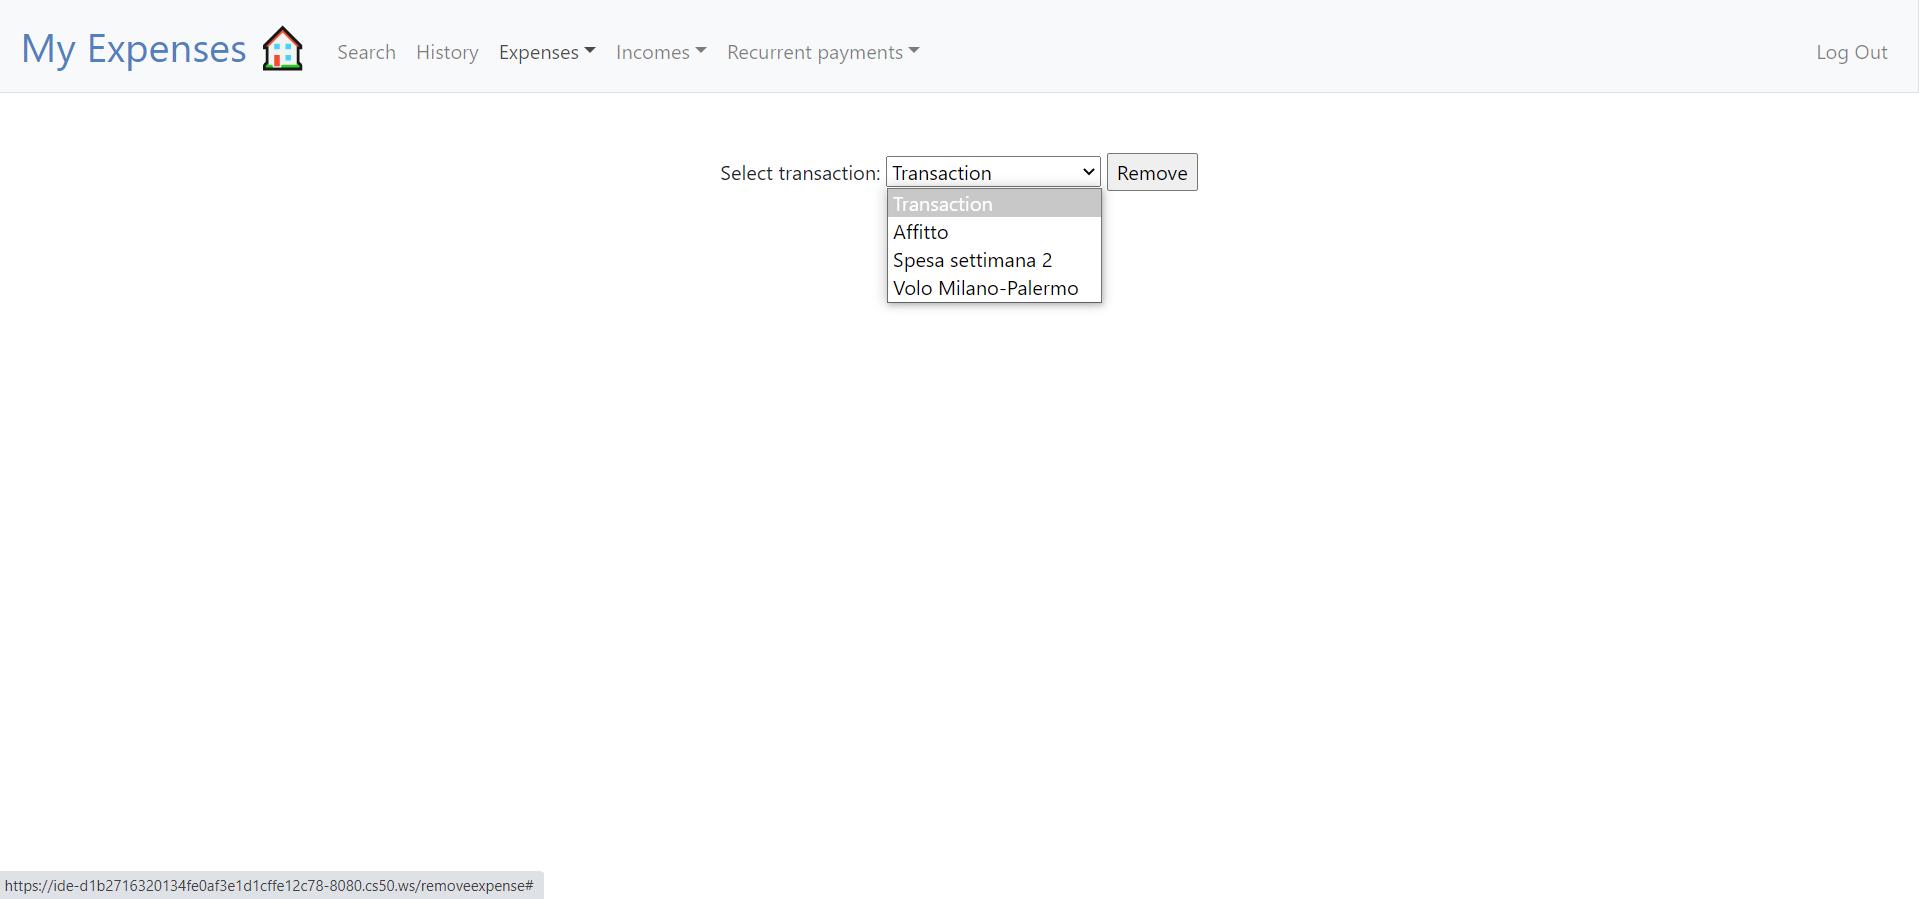 My Expenses Search History Expenses Incomes Recurrent payments Log Out
Select transaction: Transaction Remove
Transaction
Affitto
Spesa settimana 2
Volo Milano-Palermo
https://ide-d1b2716320134fe0af3e1d1cffe12c78-8080.cs50.ws/removeexpense#